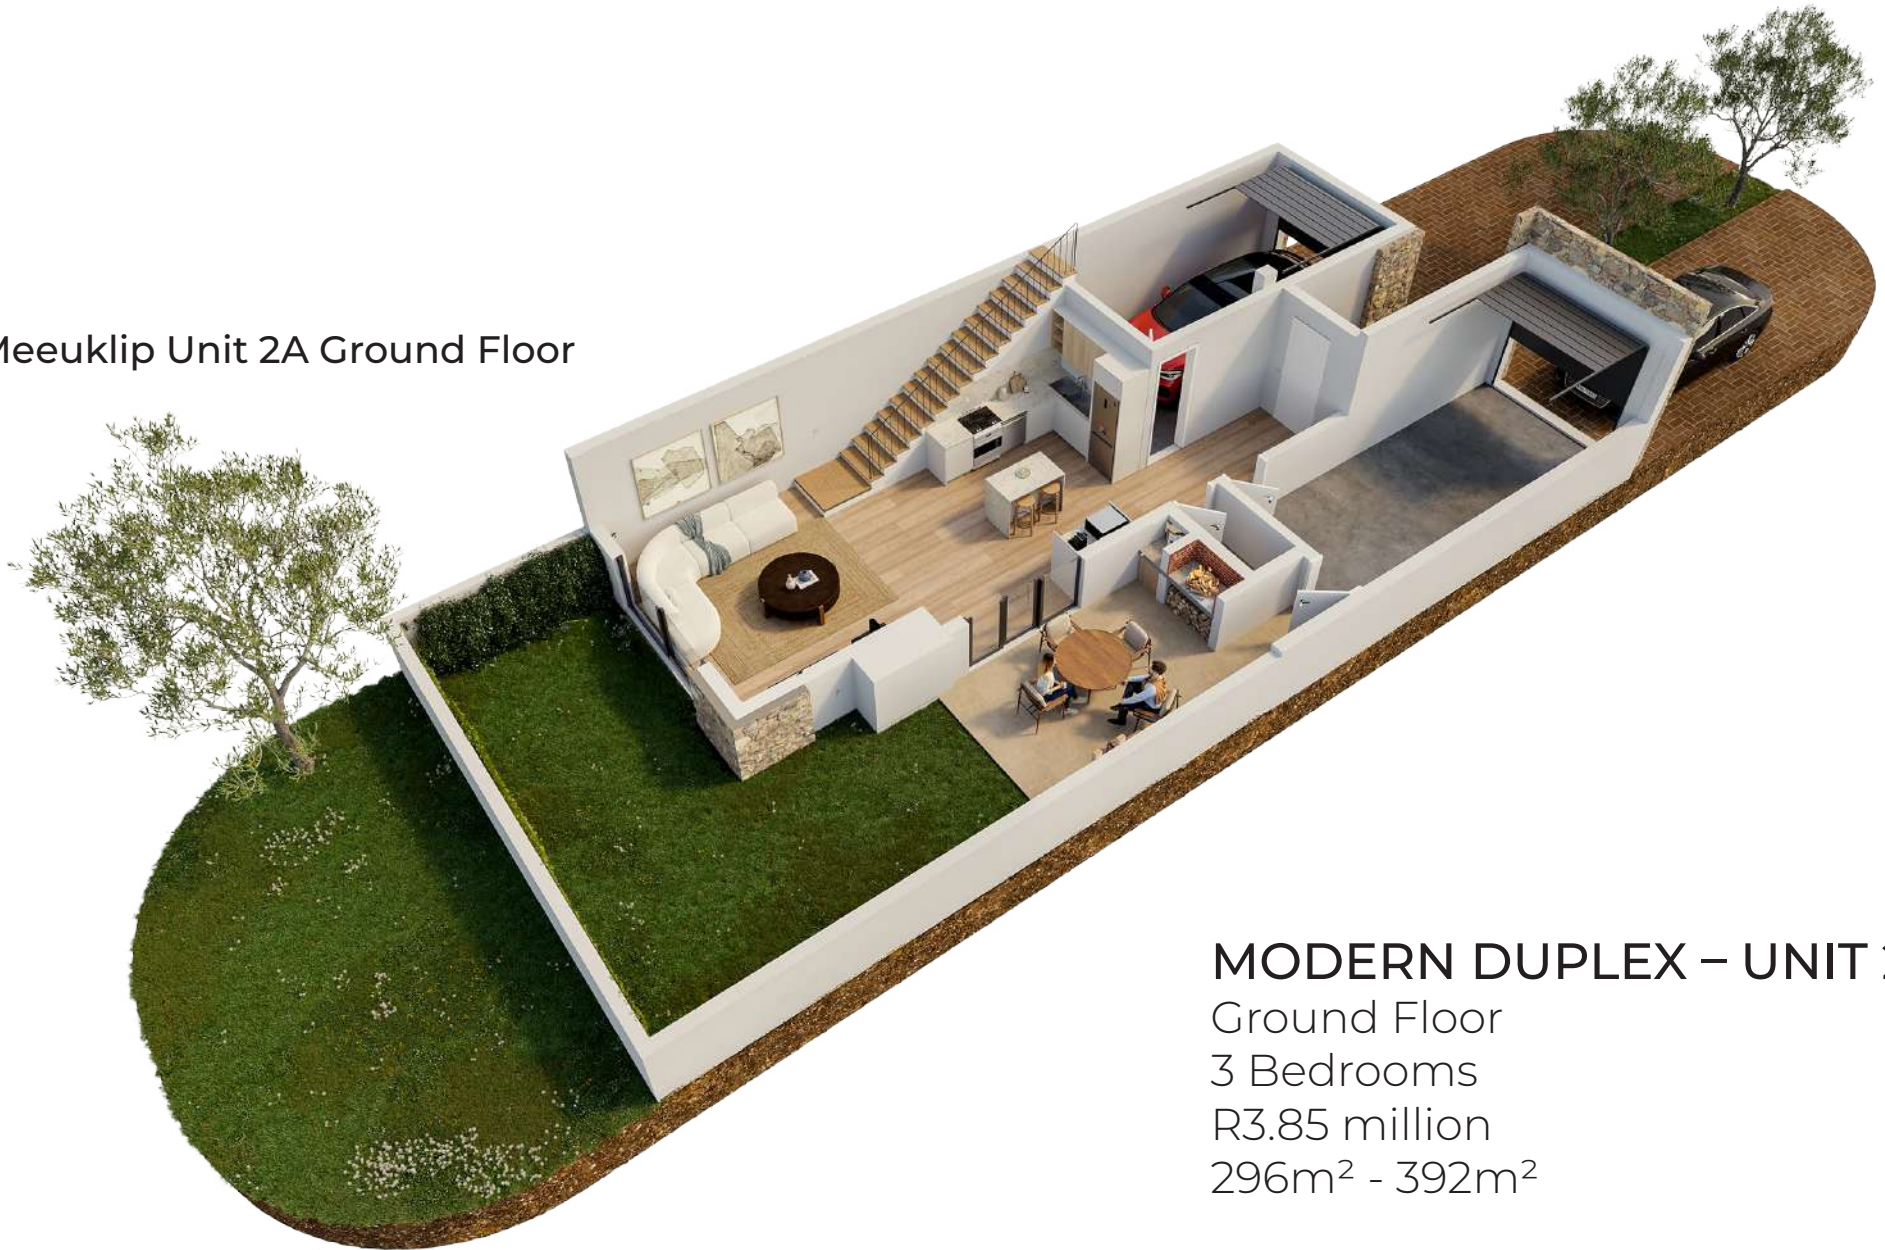 Meeuklip Unit 2A Ground Floor
MODERN DUPLEX – UNIT
Ground Floor
3 Bedrooms
R3.85 million
296m² - 392m²